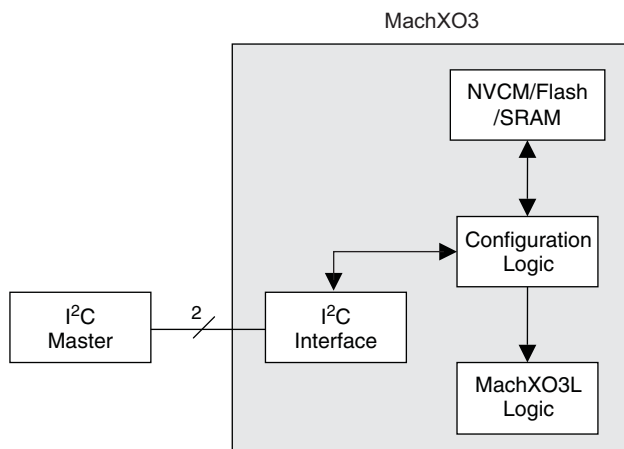 MachXO3
NVCM/Flash
/SRAM
Configuration
Logic
I²C
Master
2
I²C
Interface
MachXO3L
Logic